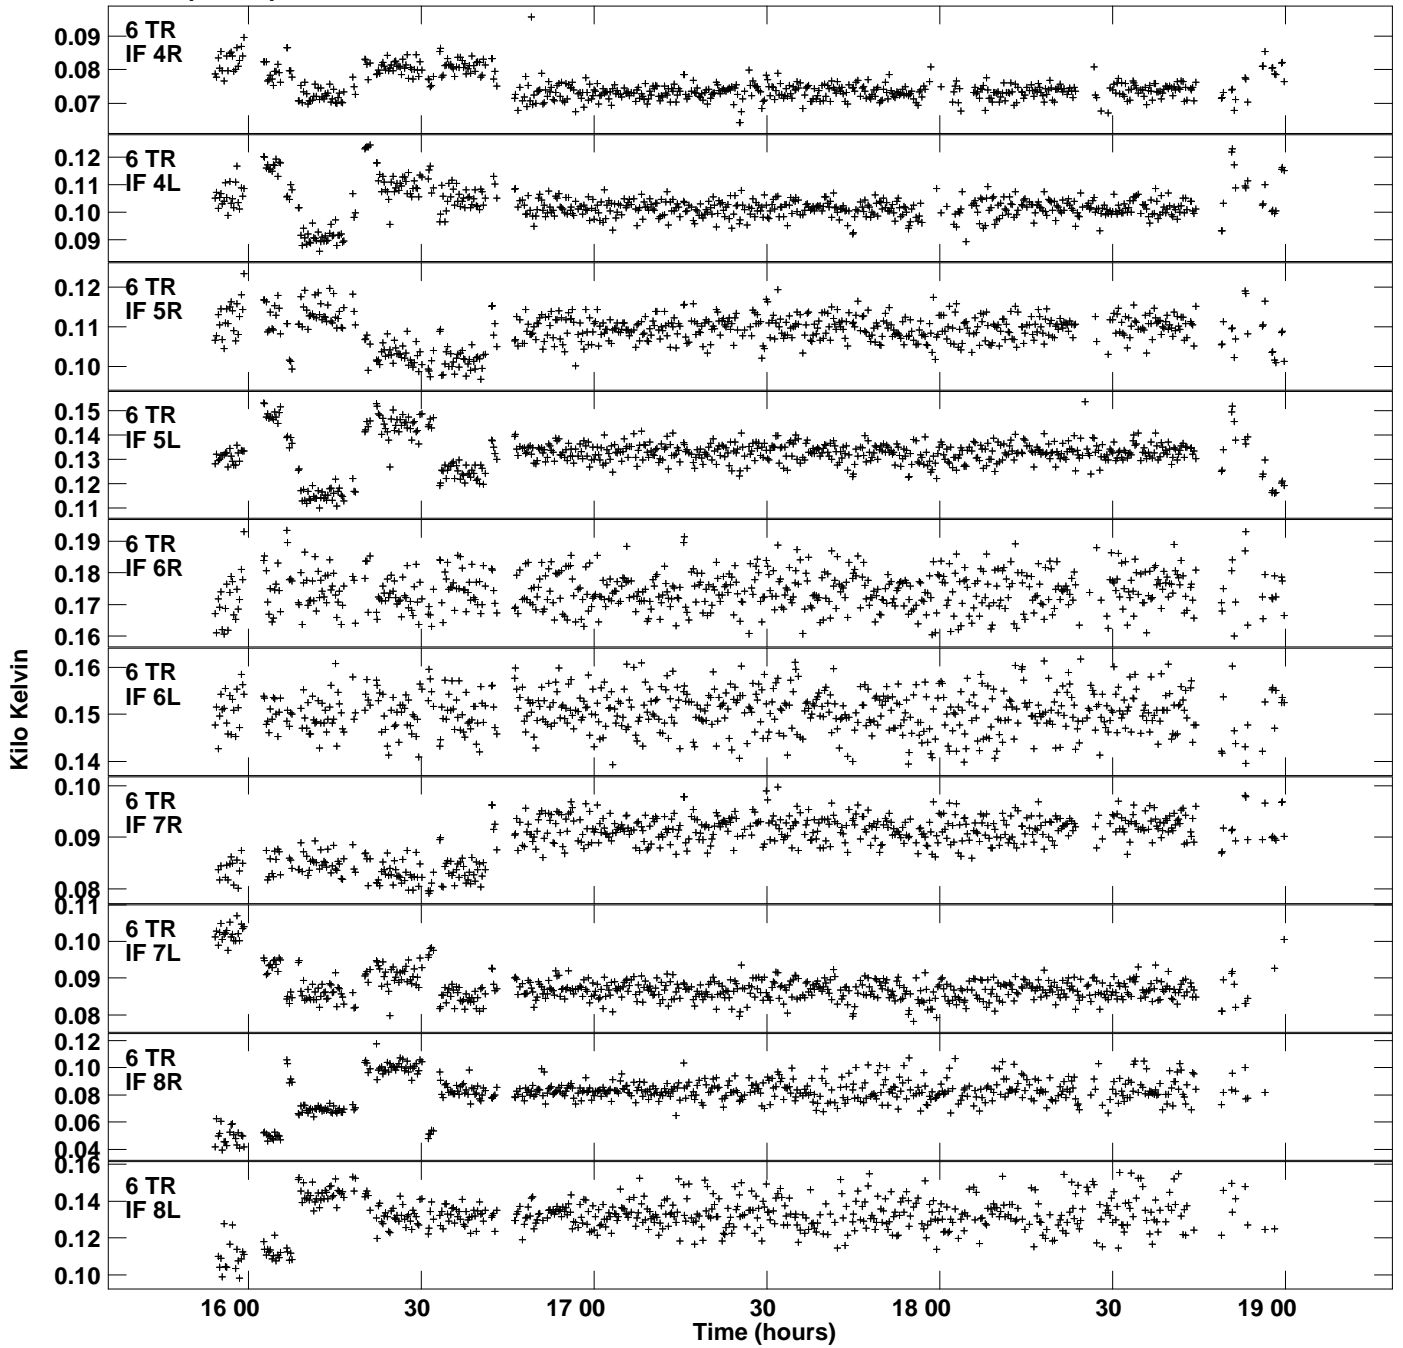 6 TR
IF 4R
0.09
0.08
0.07
6 TR
IF 4L
0.12
0.11
0.10
0.09
6 TR
IF 5R
0.12
0.11
0.10
6 TR
IF 5L
0.15
0.14
0.13
0.12
0.11
6 TR
IF 6R
0.19
0.18
0.17
0.16
6 TR
IF 6L
0.16
0.15
0.14
6 TR
IF 7R
0.10
0.09
0.08
6 TR
IF 7L
0.11
0.10
0.09
0.08
6 TR
IF 8R
0.12
0.10
0.08
0.06
0.04
6 TR
IF 8L
0.16
0.14
0.12
0.10
Kilo Kelvin
16 00 30 17 00 30 18 00 30 19 00
Time (hours)